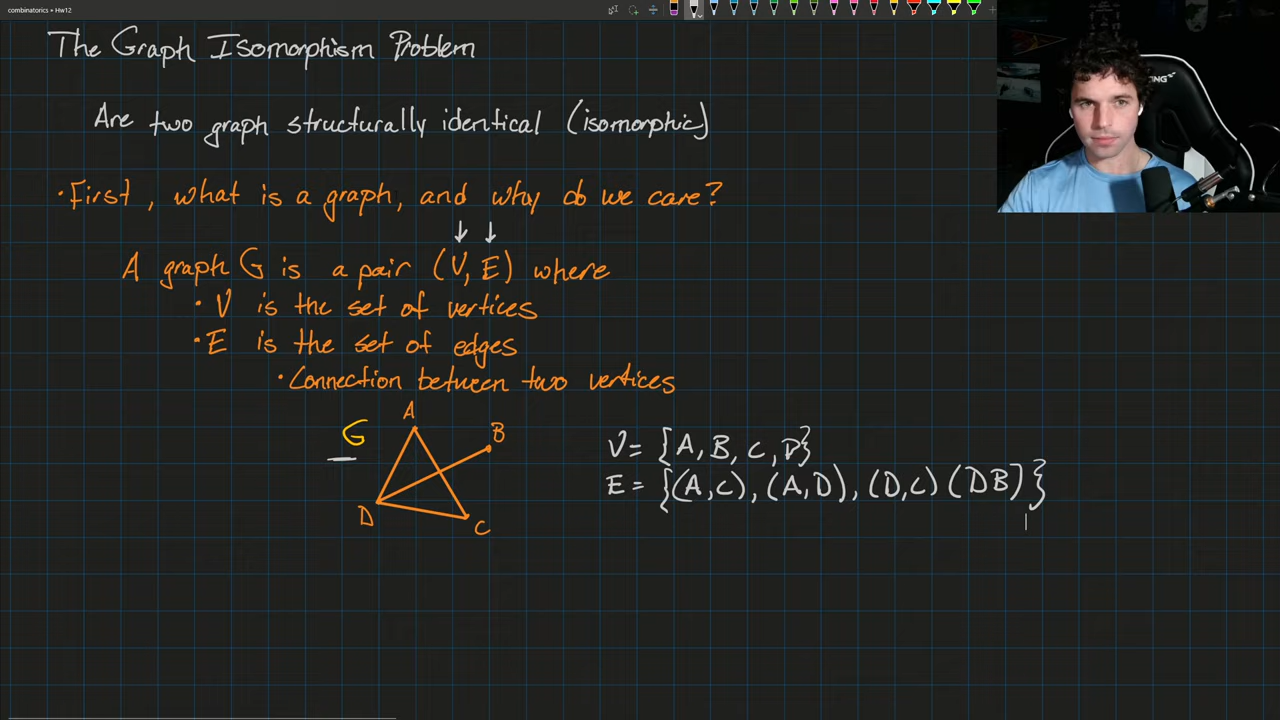 combinatorics • Hw12
The Graph Isomorphism Problem
Are two graph structurally identical (isomorphic)
• First, what is a graph, and why do we care?
↓ ↓
A graph G is a pair (V, E) where
• V is the set of vertices
• E is the set of edges
• Connection between two vertices
A
G
B
D
C
V = {A, B, C, D}
E = {(A, C), (A, D), (D, C) (DB)}